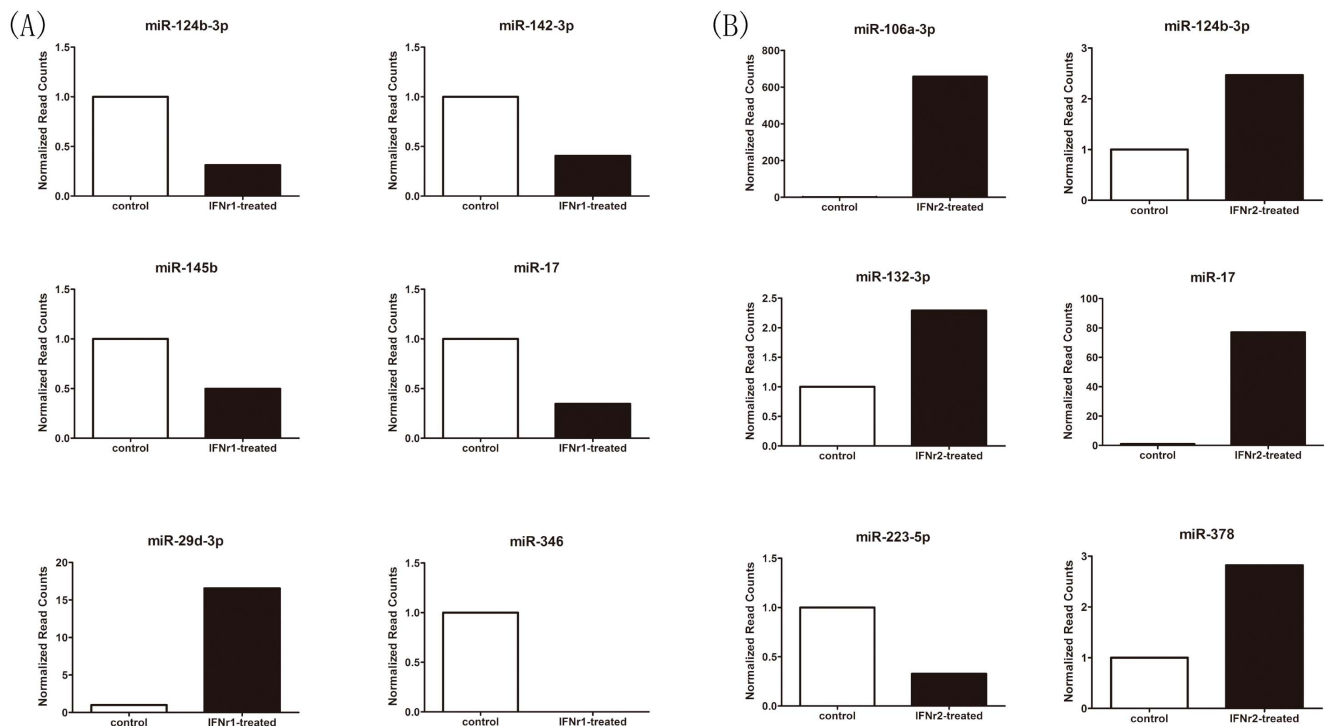 (A)
miR-124b-3p
Normalized Read Counts
1.5
1.0
0.5
0.0
control IFNr1-treated
miR-142-3p
Normalized Read Counts
1.5
1.0
0.5
0.0
control IFNr1-treated
miR-145b
Normalized Read Counts
1.5
1.0
0.5
0.0
control IFNr1-treated
miR-17
Normalized Read Counts
1.5
1.0
0.5
0.0
control IFNr1-treated
miR-29d-3p
Normalized Read Counts
20
15
10
5
0
control IFNr1-treated
miR-346
Normalized Read Counts
1.5
1.0
0.5
0.0
control IFNr1-treated
(B)
miR-106a-3p
Normalized Read Counts
800
600
400
200
0
control IFNr2-treated
miR-124b-3p
Normalized Read Counts
3
2
1
0
control IFNr2-treated
miR-132-3p
Normalized Read Counts
2.5
2.0
1.5
1.0
0.5
0.0
control IFNr2-treated
miR-17
Normalized Read Counts
100
80
60
40
20
0
control IFNr2-treated
miR-223-5p
Normalized Read Counts
1.5
1.0
0.5
0.0
control IFNr2-treated
miR-378
Normalized Read Counts
3
2
1
0
control IFNr2-treated